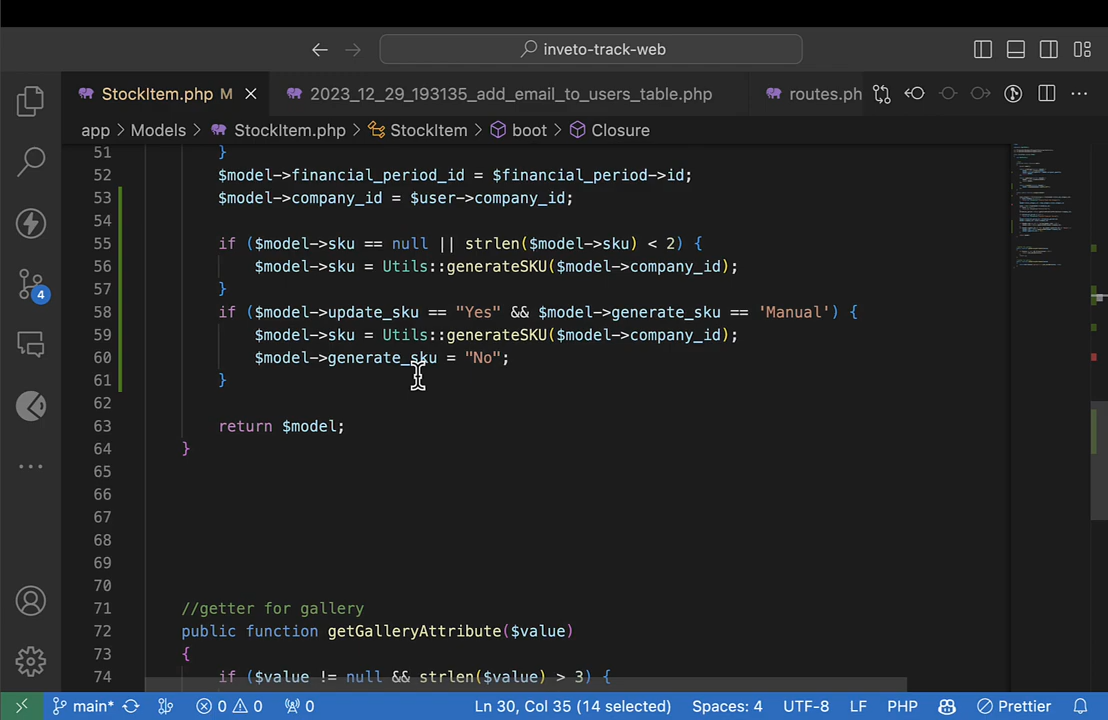 inveto-track-web
StockItem.php M
2023_12_29_193135_add_email_to_users_table.php
routes.ph
app > Models > StockItem.php > StockItem > boot > Closure
51 }
52 $model->financial_period_id = $financial_period->id;
53 $model->company_id = $user->company_id;
54
55 if ($model->sku == null || strlen($model->sku) < 2) {
56 $model->sku = Utils::generateSKU($model->company_id);
57 }
58 if ($model->update_sku == "Yes" && $model->generate_sku == 'Manual') {
59 $model->sku = Utils::generateSKU($model->company_id);
60 $model->generate_sku = "No";
61 }
62
63 return $model;
64 }
65
66
67
68
69
70
71 //getter for gallery
72 public function getGalleryAttribute($value)
73 {
74 if ($value != null && strlen($value) > 3) {
4
main* 0 0 0 Ln 30, Col 35 (14 selected) Spaces: 4 UTF-8 LF PHP Prettier